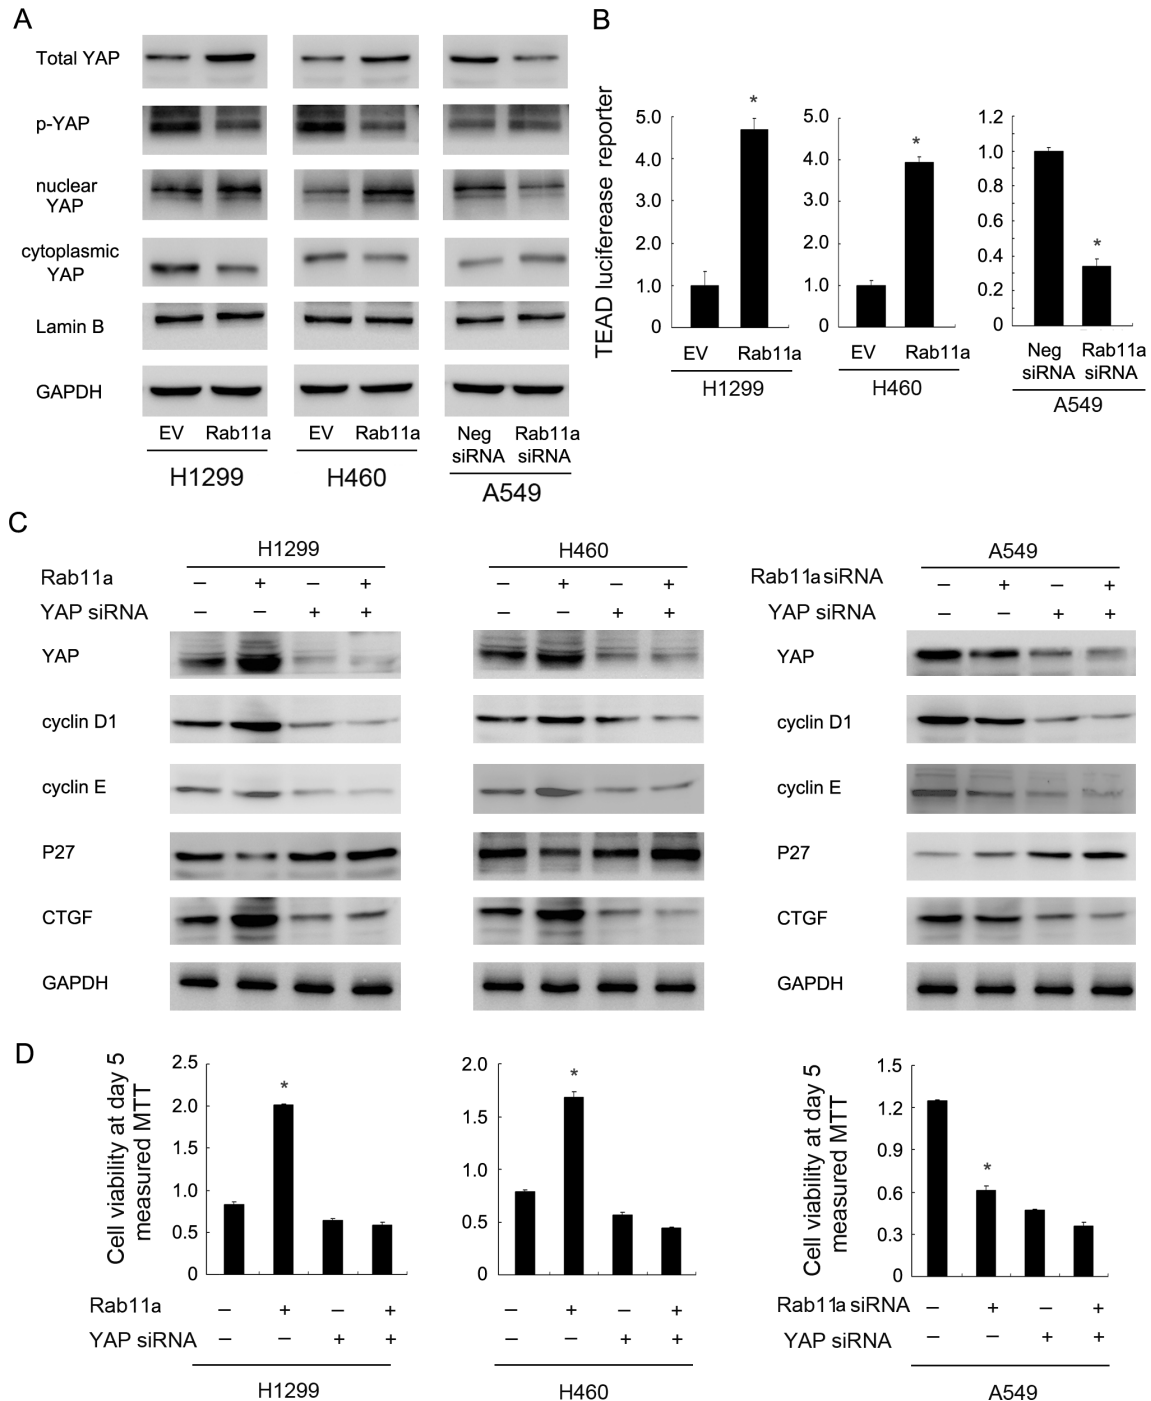 A
Total YAP
p-YAP
nuclear
YAP
cytoplasmic
YAP
Lamin B
GAPDH
EV Rab11a EV Rab11a Neg Rab11a
siRNA siRNA
H1299 H460 A549
B
TEAD luciferease reporter
5.0
4.0
3.0
2.0
1.0
0
*
EV Rab11a
H1299
5.0
4.0
3.0
2.0
1.0
0
*
EV Rab11a
H460
1.2
1.0
0.8
0.6
0.4
0.2
0
*
Neg Rab11a
siRNA siRNA
A549
C
H1299
Rab11a – + – +
YAP siRNA – – + +
YAP
cyclin D1
cyclin E
P27
CTGF
GAPDH
H460
– + – +
– – + +
A549
Rab11a siRNA – + – +
YAP siRNA – – + +
YAP
cyclin D1
cyclin E
P27
CTGF
GAPDH
D
Cell viability at day 5
measured MTT
2.5
2.0
1.5
1.0
0.5
0
*
Rab11a – + – +
YAP siRNA – – + +
H1299
2.0
1.5
1.0
0.5
0
*
– + – +
– – + +
H460
Cell viability at day 5
measured MTT
1.5
1.2
0.9
0.6
0.3
0
*
Rab11a siRNA – + – +
YAP siRNA – – + +
A549